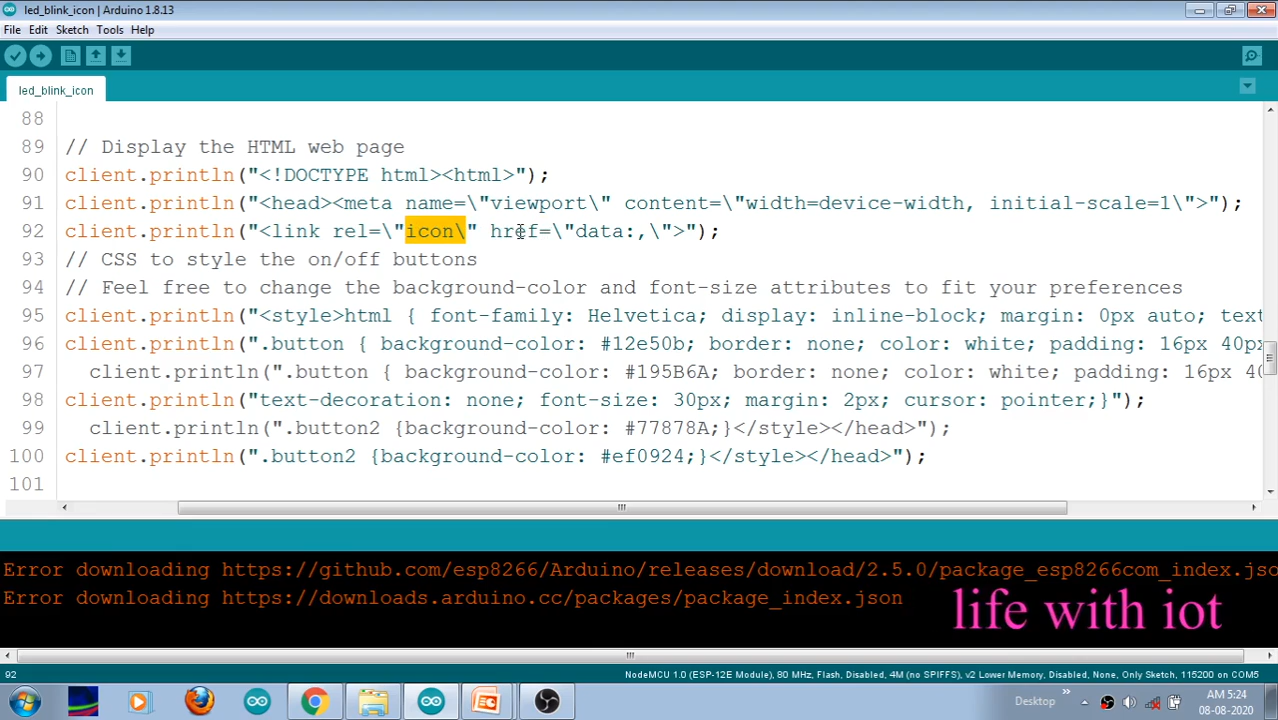 led_blink_icon | Arduino 1.8.13
File Edit Sketch Tools Help
led_blink_icon
88
89 // Display the HTML web page
90 client.println("<!DOCTYPE html><html>");
91 client.println("<head><meta name=\"viewport\" content=\"width=device-width, initial-scale=1\">");
92 client.println("<link rel=\"icon\" href=\"data:,\">");
93 // CSS to style the on/off buttons
94 // Feel free to change the background-color and font-size attributes to fit your preferences
95 client.println("<style>html { font-family: Helvetica; display: inline-block; margin: 0px auto; text
96 client.println(".button { background-color: #12e50b; border: none; color: white; padding: 16px 40px
97 client.println(".button { background-color: #195B6A; border: none; color: white; padding: 16px 40
98 client.println("text-decoration: none; font-size: 30px; margin: 2px; cursor: pointer;}");
99 client.println(".button2 {background-color: #77878A;}</style></head>");
100 client.println(".button2 {background-color: #ef0924;}</style></head>");
101
Error downloading https://github.com/esp8266/Arduino/releases/download/2.5.0/package_esp8266com_index.jso
Error downloading https://downloads.arduino.cc/packages/package_index.json
life with iot
92 NodeMCU 1.0 (ESP-12E Module), 80 MHz, Flash, Disabled, 4M (no SPIFFS), v2 Lower Memory, Disabled, None, Only Sketch, 115200 on COM5
Desktop
AM 5:24
08-08-2020